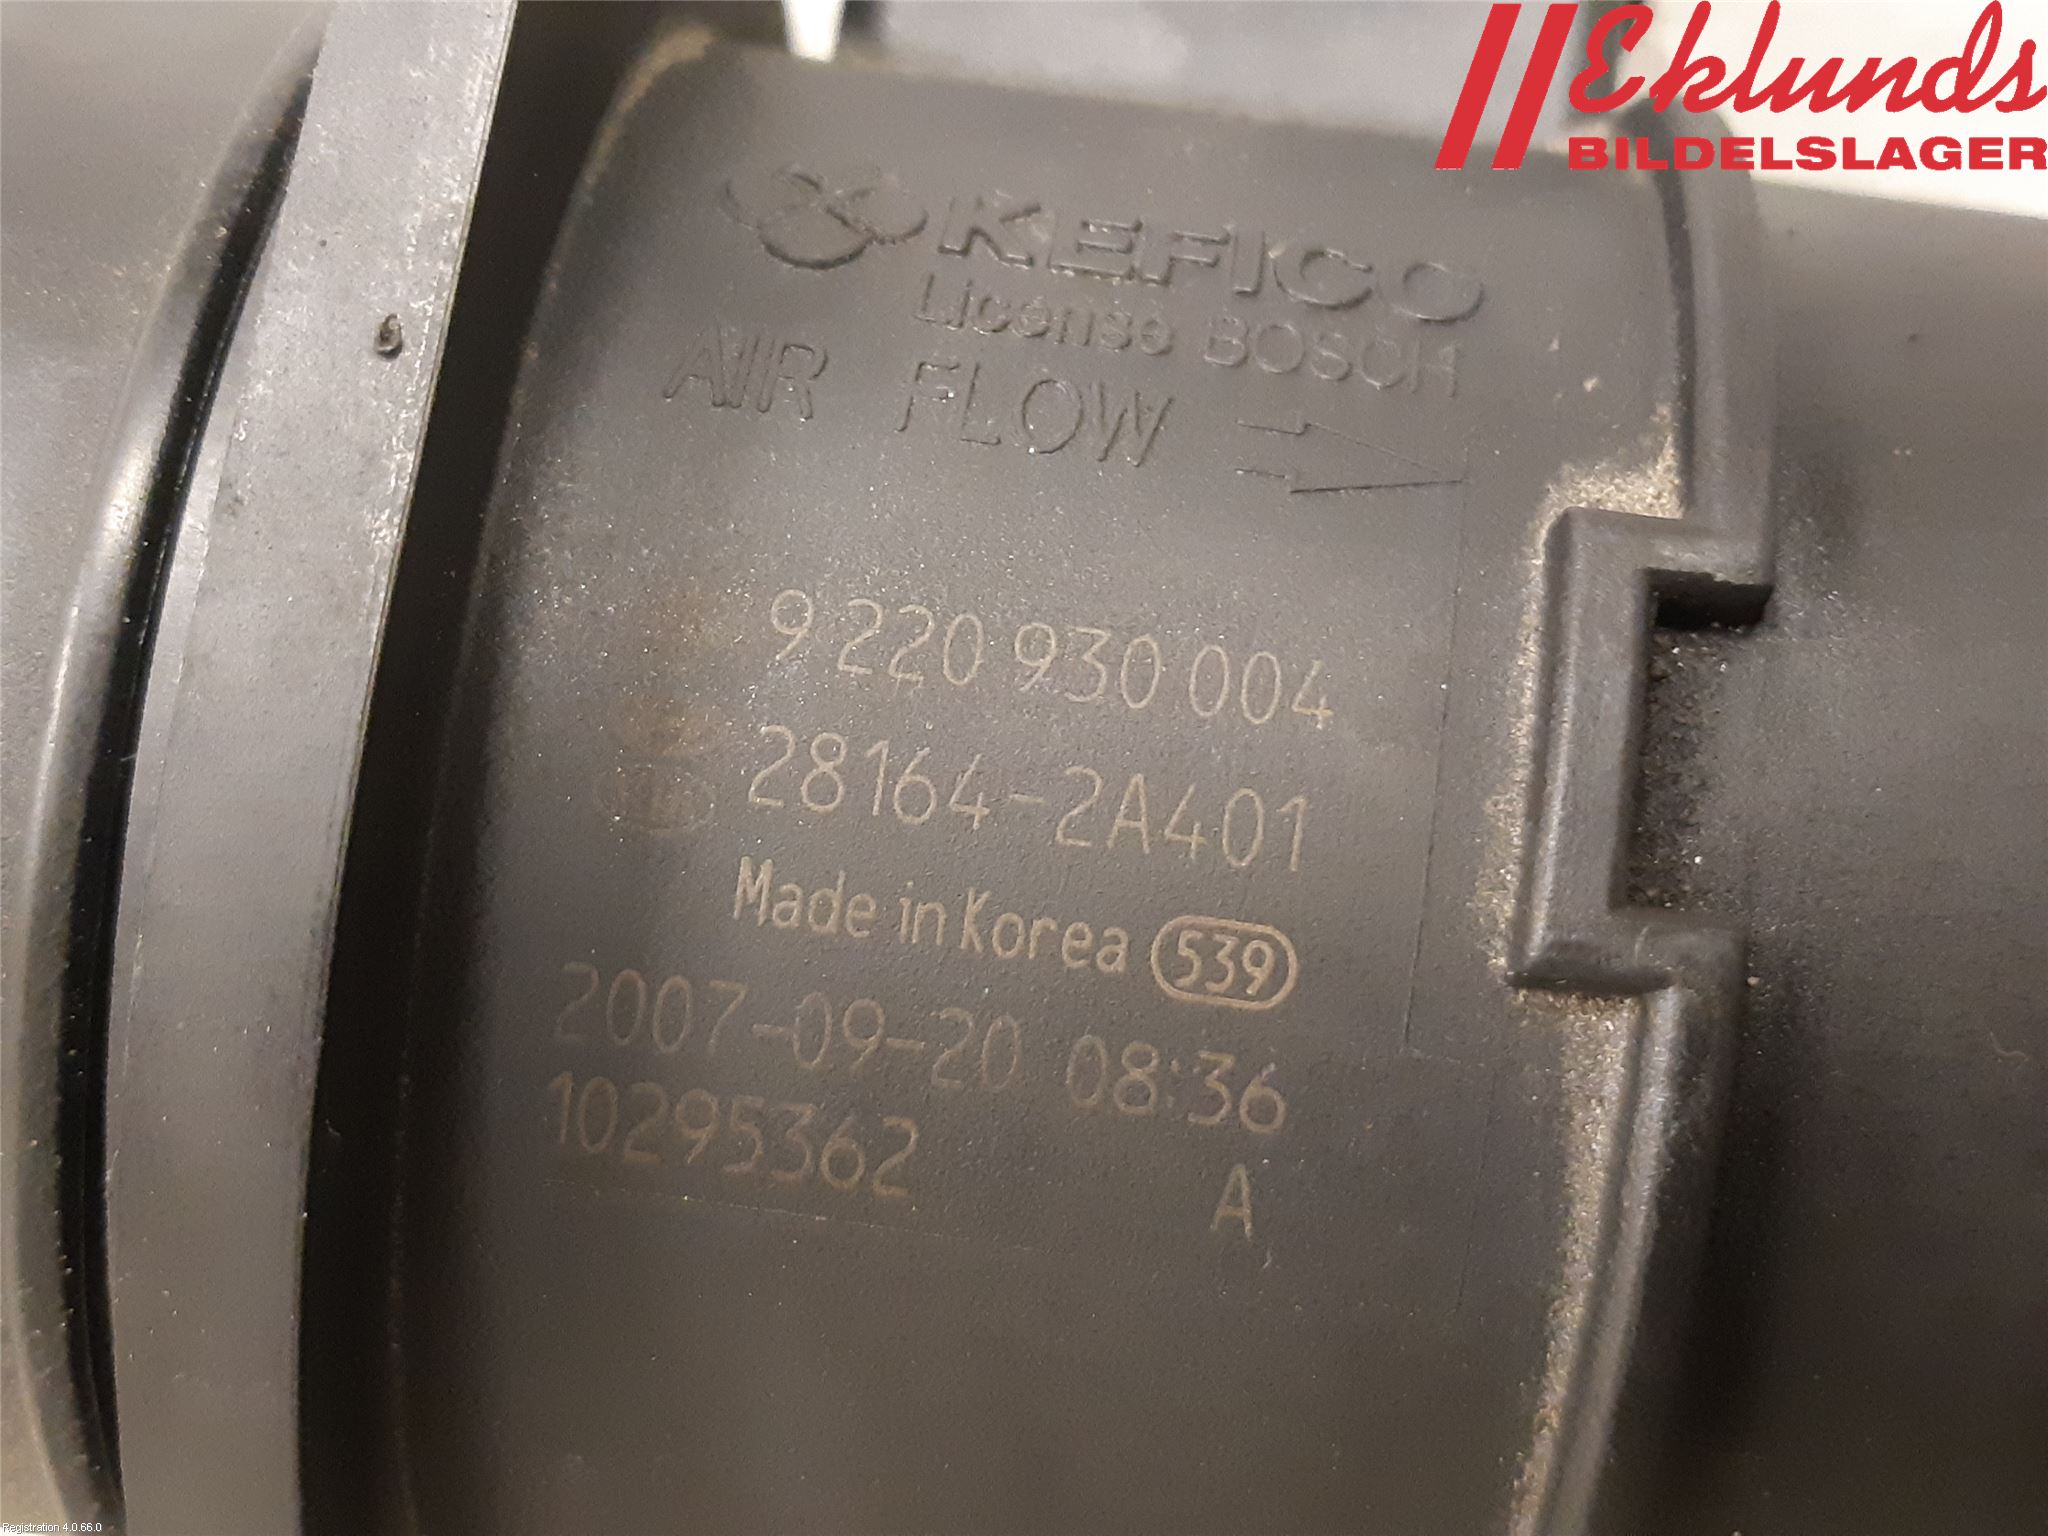 Eklunds
BILDELSLAGER
KEFICO
License BOSCH
AIR FLOW
9 220 930 004
28164-2A401
Made in Korea 539
2007-09-20 08:36
10295362 A
Registration 4.0.66.0